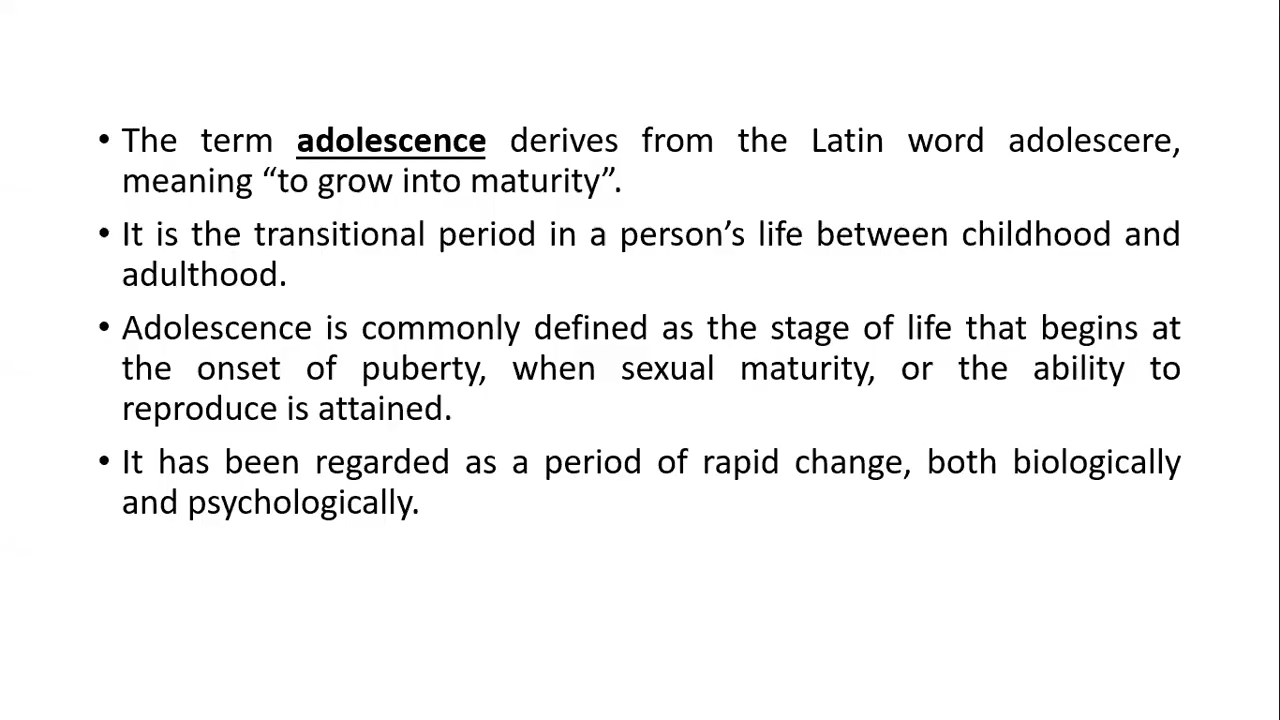 • The term adolescence derives from the Latin word adolescere,
meaning “to grow into maturity”.
• It is the transitional period in a person’s life between childhood and
adulthood.
• Adolescence is commonly defined as the stage of life that begins at
the onset of puberty, when sexual maturity, or the ability to
reproduce is attained.
• It has been regarded as a period of rapid change, both biologically
and psychologically.